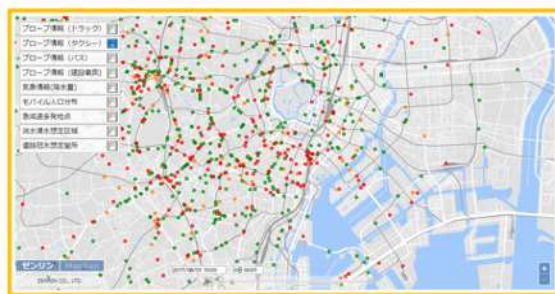 プローブ情報（トラック）
プローブ情報（タクシー）
プローブ情報（バス）
プローブ情報（建設車両）
気象情報(降水量)
モバイル人口分布
急減速多発地点
洪水浸水想定区域
道路冠水想定箇所
ゼンリン